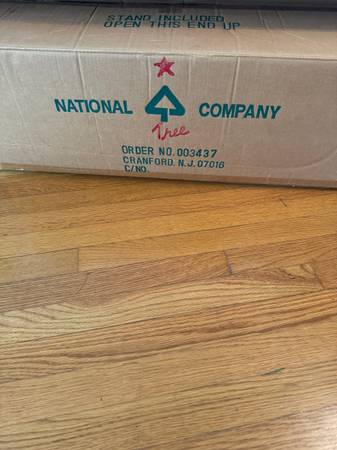 STAND INCLUDED
OPEN THIS END UP
NATIONAL COMPANY
Tree
ORDER NO. 003437
CRANFORD. N.J. 07016
C/NO.